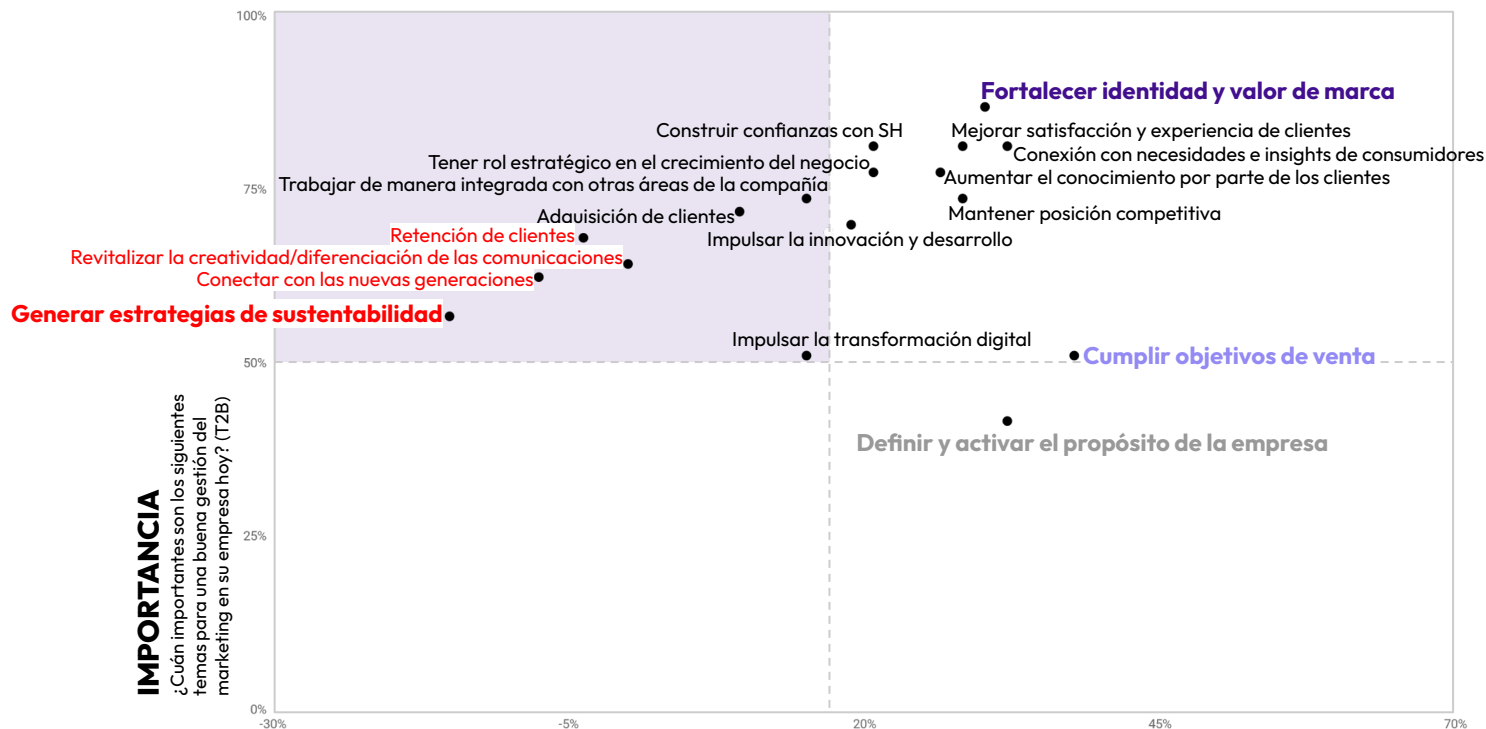 100%
Fortalecer identidad y valor de marca
Construir confianzas con SH
Mejorar satisfacción y experiencia de clientes
Conexión con necesidades e insights de consumidores
Tener rol estratégico en el crecimiento del negocio
Aumentar el conocimiento por parte de los clientes
75%
Trabajar de manera integrada con otras áreas de la compañía
Mantener posición competitiva
Adquisición de clientes
Impulsar la innovación y desarrollo
Retención de clientes
Revitalizar la creatividad/diferenciación de las comunicaciones
Conectar con las nuevas generaciones
Generar estrategias de sustentabilidad
Impulsar la transformación digital
Cumplir objetivos de venta
50%
Definir y activar el propósito de la empresa
25%
0%
IMPORTANCIA
¿Cuán importantes son los siguientes
temas para una buena gestión del
marketing en su empresa hoy? (T2B)
-30%
-5%
20%
45%
70%